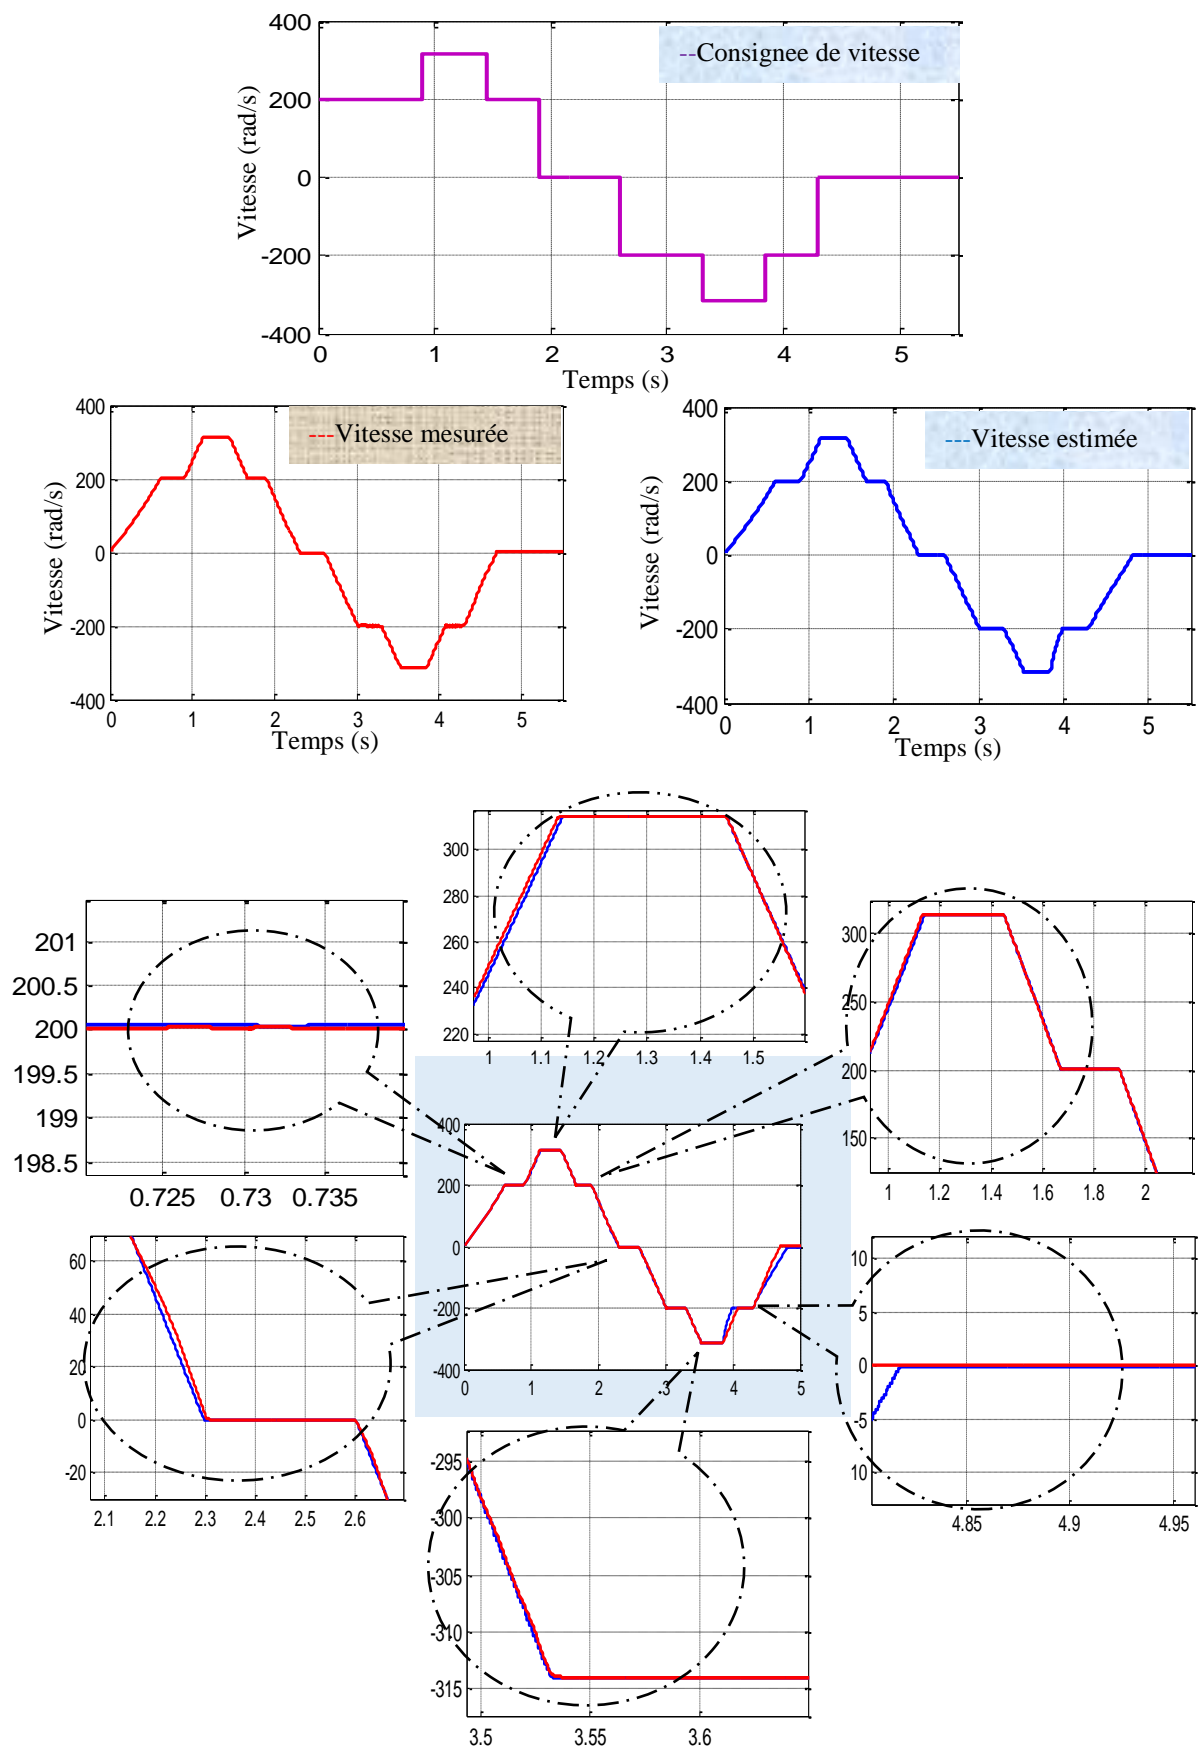 400
200
0
-200
-400
Vitesse (rad/s)
--Consignee de vitesse
0 1 2 3 4 5
Temps (s)
400
200
0
-200
-400
Vitesse (rad/s)
---Vitesse mesurée
0 1 2 3 4 5
Temps (s)
400
200
0
-200
-400
Vitesse (rad/s)
---Vitesse estimée
0 1 2 3 4 5
Temps (s)
300
280
260
240
220
1 1.1 1.2 1.3 1.4 1.5
201
200.5
200
199.5
199
198.5
0.725 0.73 0.735
300
250
200
150
1 1.2 1.4 1.6 1.8 2
400
200
0
-200
-400
0 1 2 3 4 5
60
40
20
0
-20
2.1 2.2 2.3 2.4 2.5 2.6
10
5
0
-5
10
4.85 4.9 4.95
-295
-300
-305
-310
-315
3.5 3.55 3.6